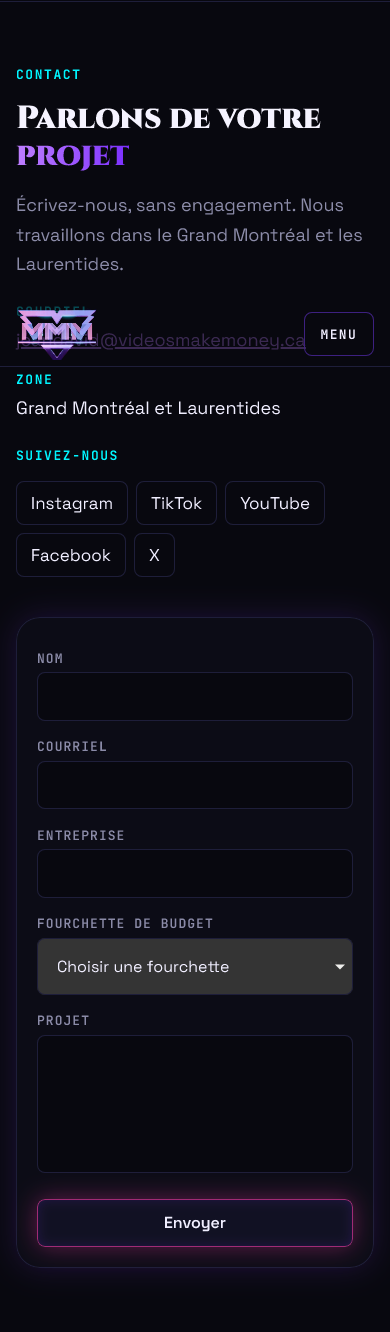 CONTACT
Parlons de votre
projet
Écrivez-nous, sans engagement. Nous
travaillons dans le Grand Montréal et les
Laurentides.
COURRIEL
MMM
@videosmakemoney.ca
MENU
ZONE
Grand Montréal et Laurentides
SUIVEZ-NOUS
Instagram
TikTok
YouTube
Facebook
X
NOM
COURRIEL
ENTREPRISE
FOURCHETTE DE BUDGET
Choisir une fourchette
PROJET
Envoyer